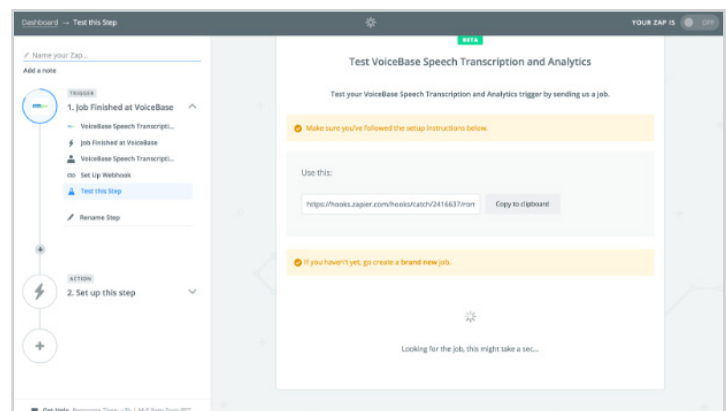 Dashboard → Test this Step
YOUR ZAP IS OFF
Name your Zap...
Add a note
TRIGGER
1. Job Finished at VoiceBase
VoiceBase Speech Transcripti...
Job Finished at VoiceBase
VoiceBase Speech Transcripti...
Set Up Webhook
Test this Step
Rename Step
ACTION
2. Set up this step
Get Help
BETA
Test VoiceBase Speech Transcription and Analytics
Test your VoiceBase Speech Transcription and Analytics trigger by sending us a job.
Make sure you've followed the setup instructions below.
Use this:
https://hooks.zapier.com/hooks/catch/2416637/ron
Copy to clipboard
If you haven't yet, go create a brand new job.
Looking for the job, this might take a sec...